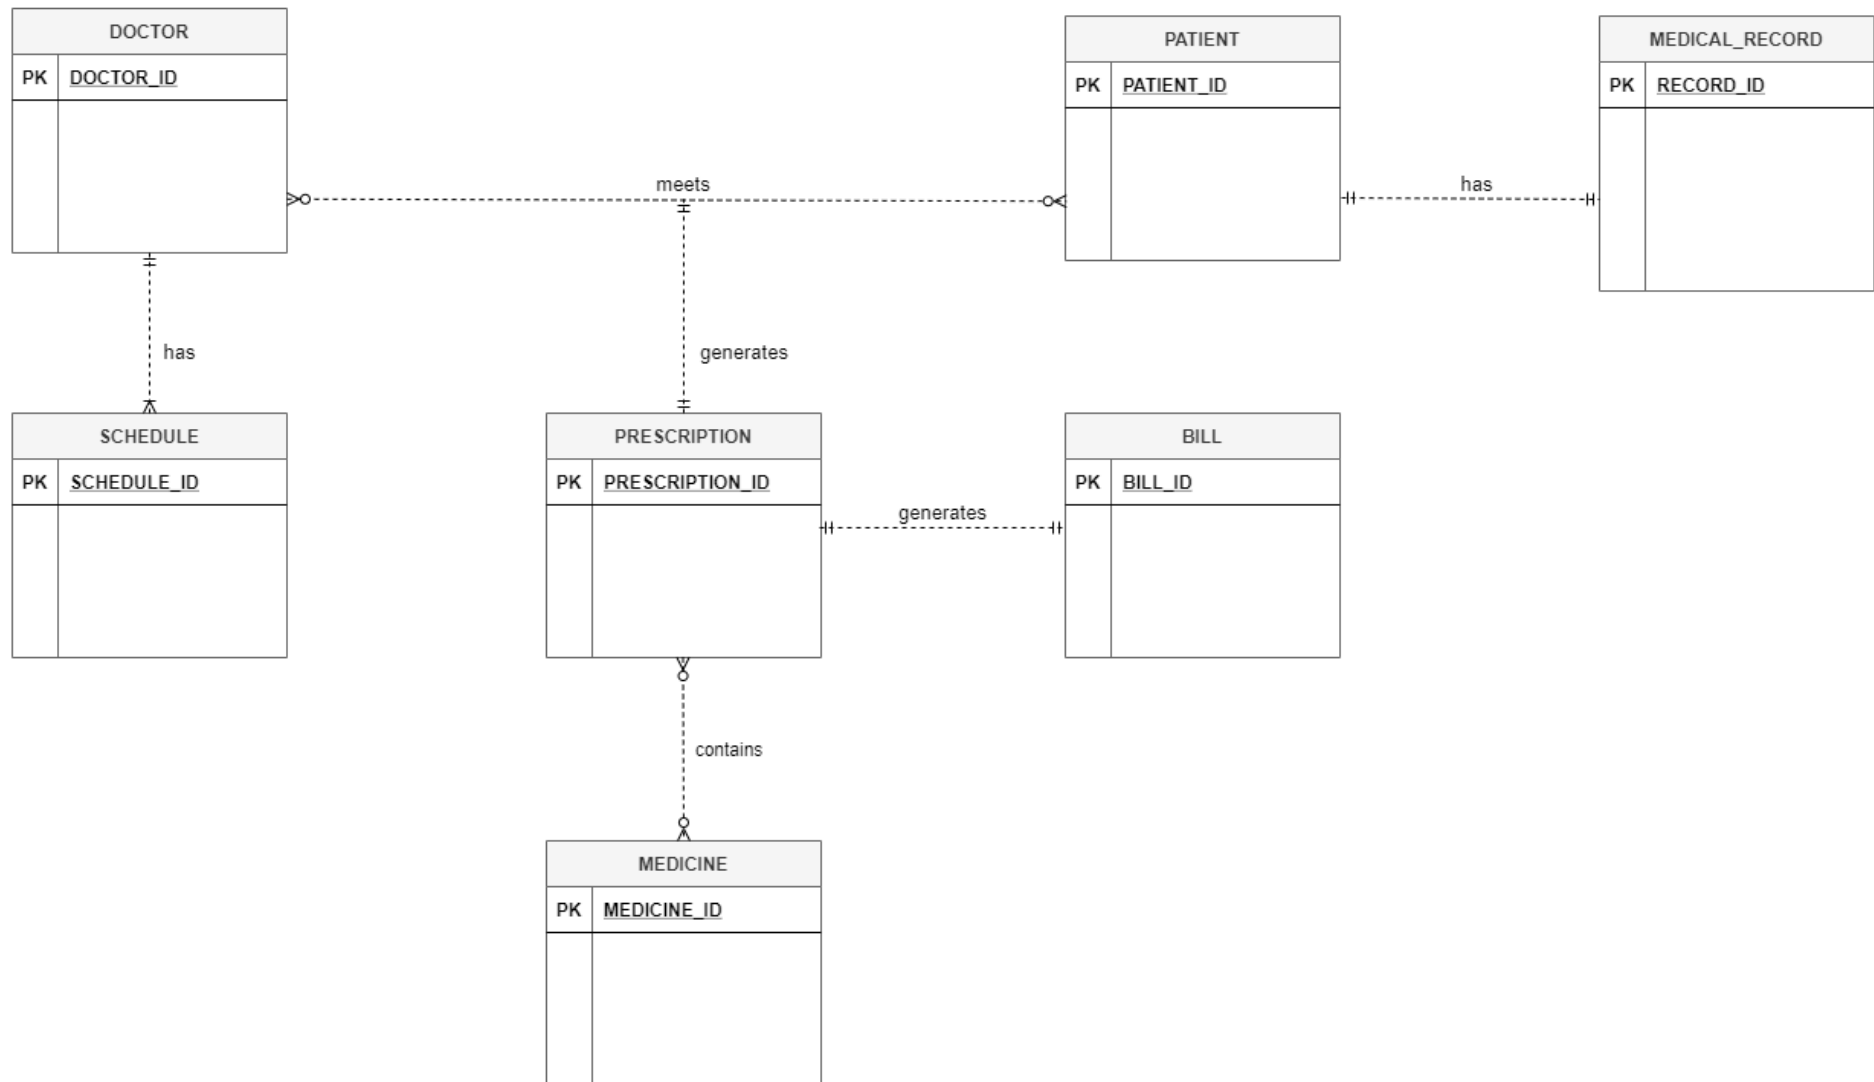 DOCTOR
PK DOCTOR_ID
PATIENT
PK PATIENT_ID
MEDICAL_RECORD
PK RECORD_ID
meets
has
has
generates
SCHEDULE
PK SCHEDULE_ID
PRESCRIPTION
PK PRESCRIPTION_ID
BILL
PK BILL_ID
generates
contains
MEDICINE
PK MEDICINE_ID